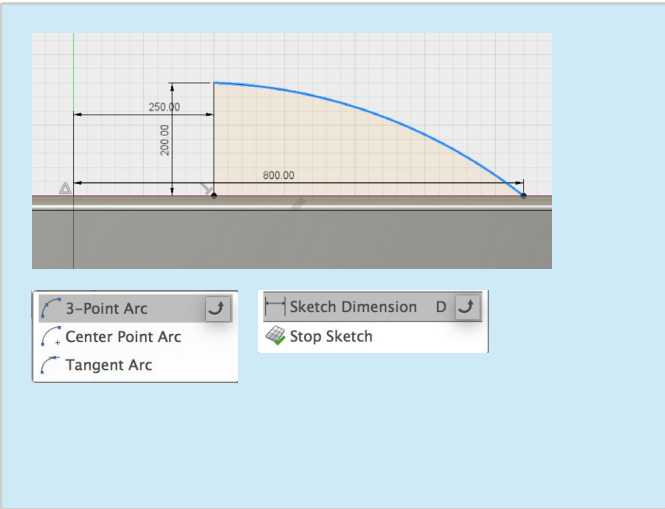 250.00
200.00
800.00
3-Point Arc
Center Point Arc
Tangent Arc
Sketch Dimension D
Stop Sketch